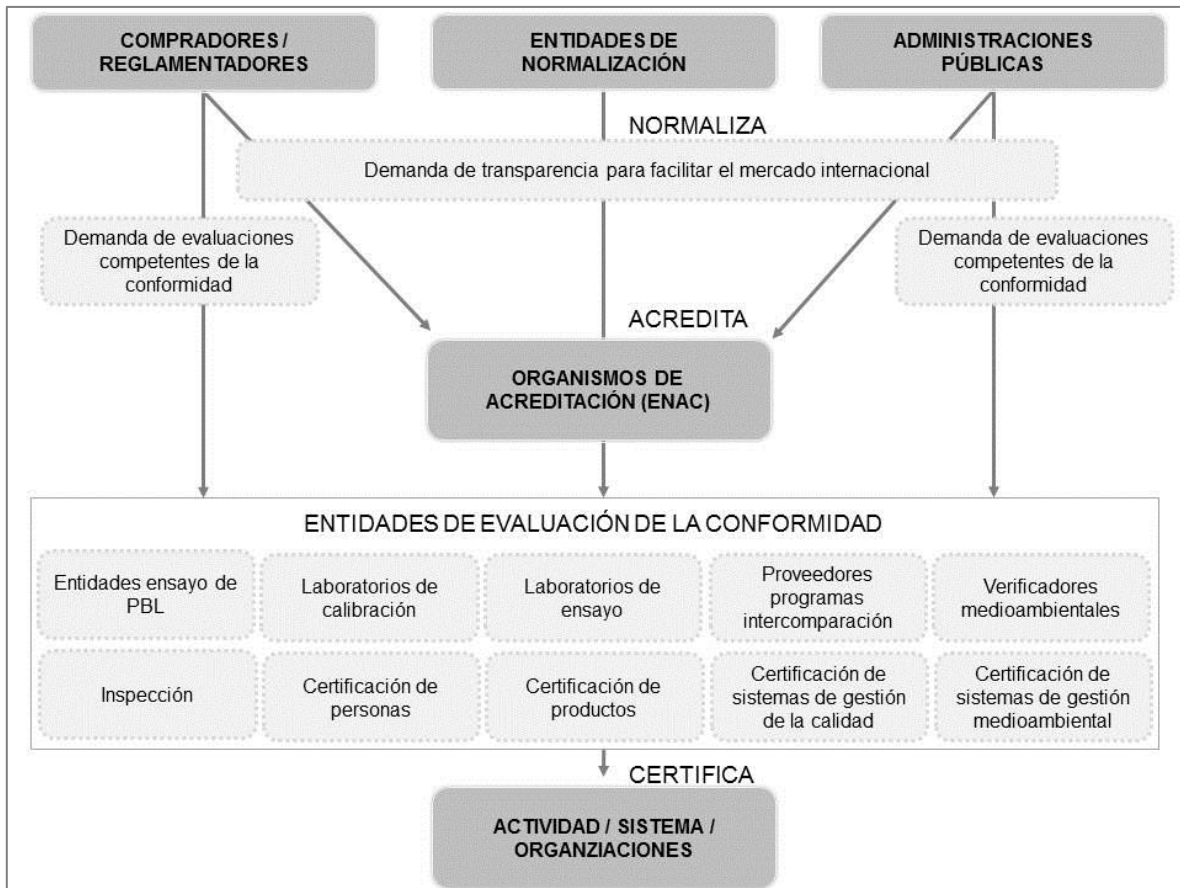 COMPRADORES /
REGLAMENTADORES
ENTIDADES DE
NORMALIZACIÓN
ADMINISTRACIONES
PÚBLICAS
NORMALIZA
Demanda de transparencia para facilitar el mercado internacional
Demanda de evaluaciones
competentes de la
conformidad
Demanda de evaluaciones
competentes de la
conformidad
ACREDITA
ORGANISMOS DE
ACREDITACIÓN (ENAC)
ENTIDADES DE EVALUACIÓN DE LA CONFORMIDAD
Entidades ensayo de
PBL
Laboratorios de
calibración
Laboratorios de
ensayo
Proveedores
programas
intercomparación
Verificadores
medioambientales
Inspección
Certificación de
personas
Certificación de
productos
Certificación de
sistemas de gestión
de la calidad
Certificación de
sistemas de gestión
medioambiental
CERTIFICA
ACTIVIDAD / SISTEMA /
ORGANZIACIONES